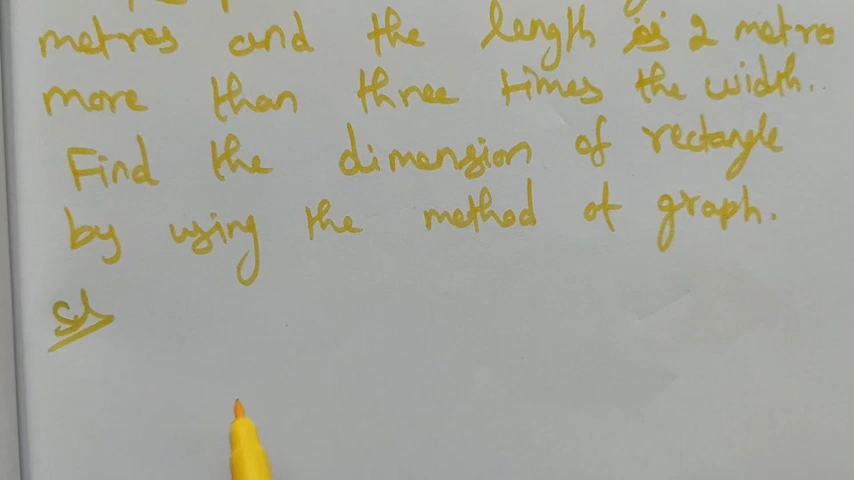 metres and the length is 2 metres
more than three times the width.
Find the dimension of rectangle
by using the method of graph.
Sol